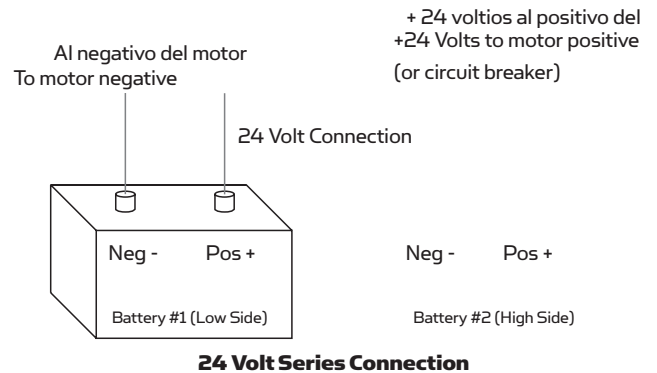 + 24 voltios al positivo del
+24 Volts to motor positive
(or circuit breaker)
Al negativo del motor
To motor negative
24 Volt Connection
Neg - Pos +
Neg - Pos +
Battery #1 (Low Side)
Battery #2 (High Side)
24 Volt Series Connection